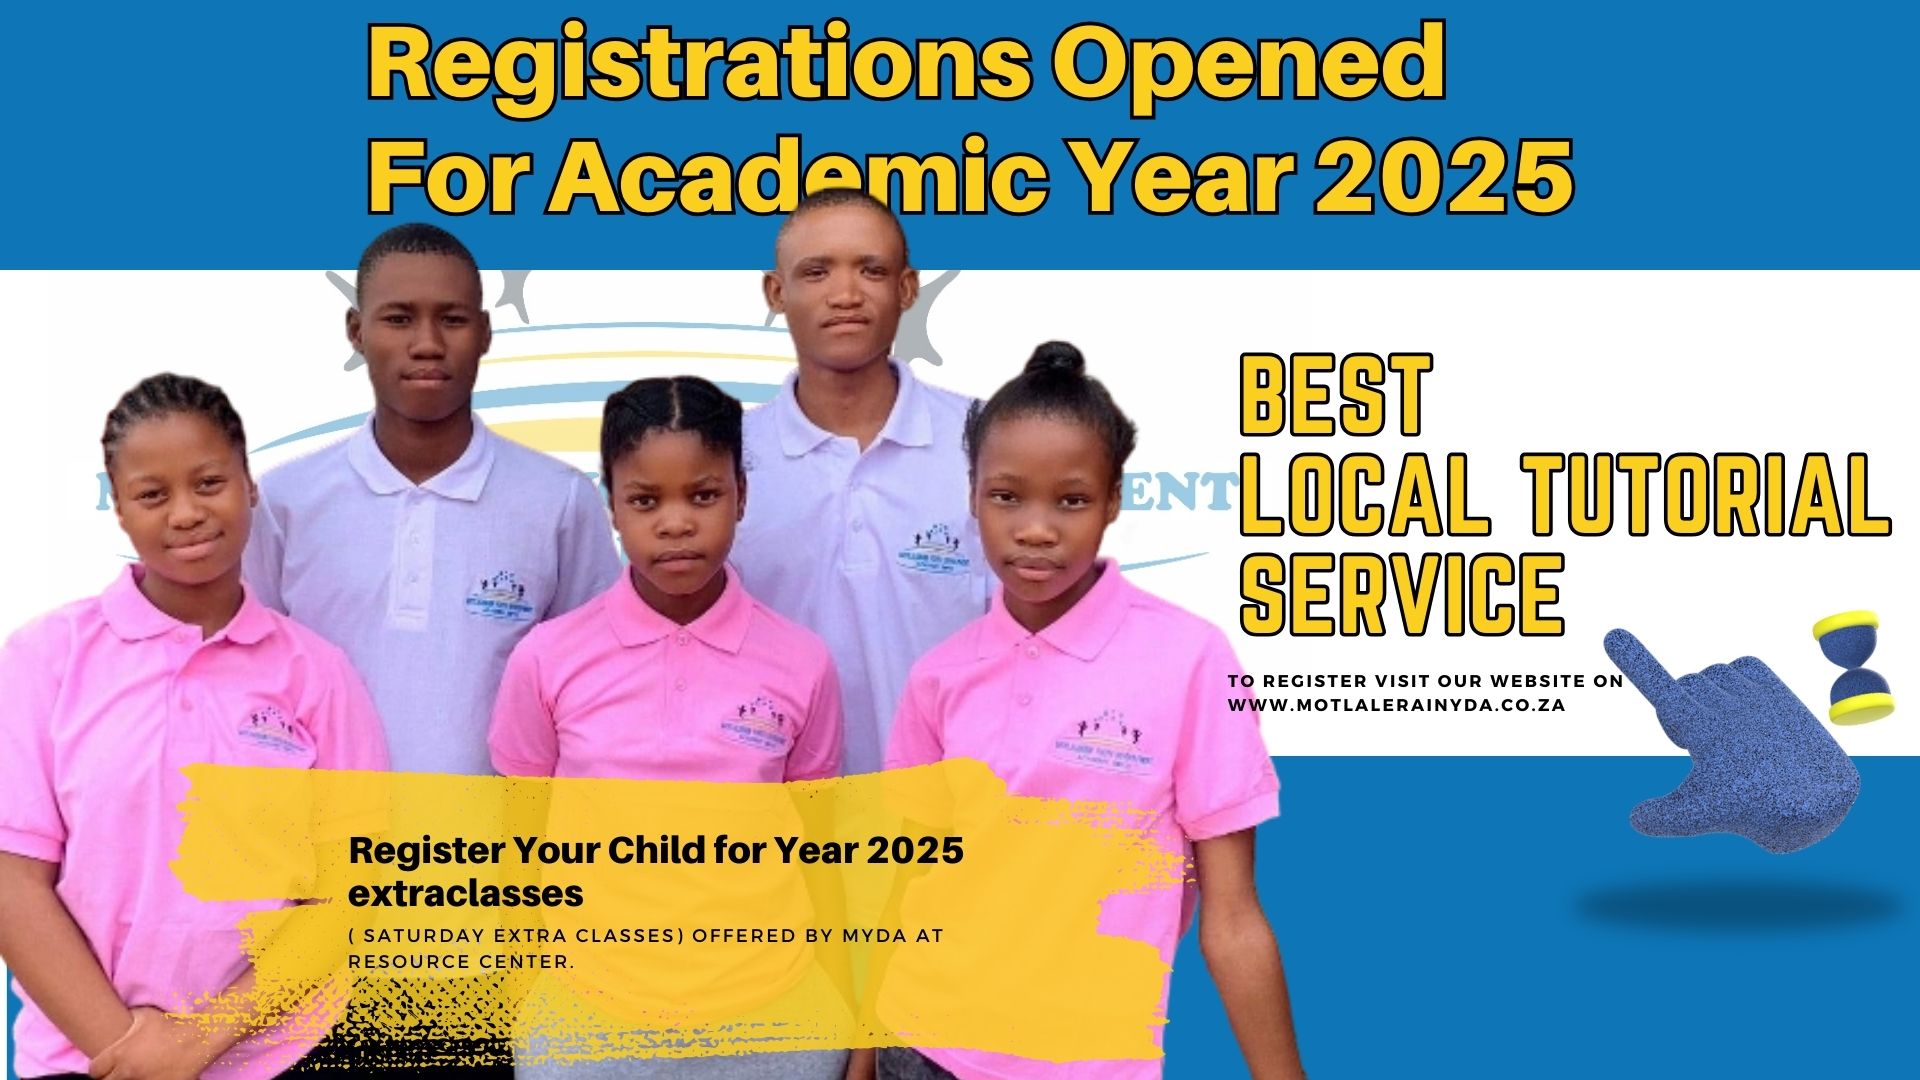 Registrations Opened
For Academic Year 2025
BEST
LOCAL TUTORIAL
SERVICE
TO REGISTER VISIT OUR WEBSITE ON
WWW.MOTLALERAINYDA.CO.ZA
Register Your Child for Year 2025
extraclasses
( SATURDAY EXTRA CLASSES) OFFERED BY MYDA AT
RESOURCE CENTER.